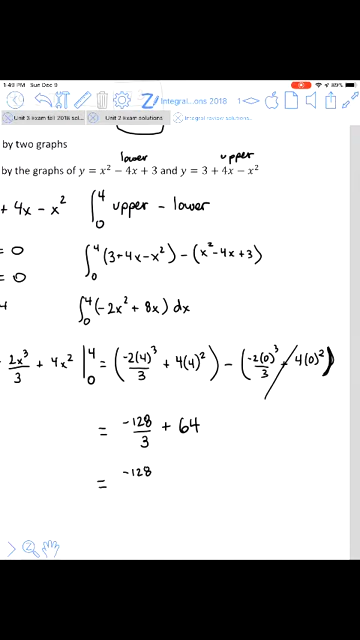 1:49 PM Sun Dec 9
89%
Integral...ons 2018
1
Unit 3 exam fall 2018 sol...
Unit 2 Exam solutions
Integral review solutions.
by two graphs
lower upper
by the graphs of y = x² − 4x + 3 and y = 3 + 4x − x²
+ 4x − x² ∫₀⁴ upper − lower
= 0 ∫₀⁴ (3+4x−x²) − (x²−4x+3)
= 0
4 ∫₀⁴ (−2x² + 8x) dx
2x³/3 + 4x² |₀⁴ = (−2(4)³/3 + 4(4)²) − (−2(0)³/3 + 4(0)²)
= −128/3 + 64
= −128